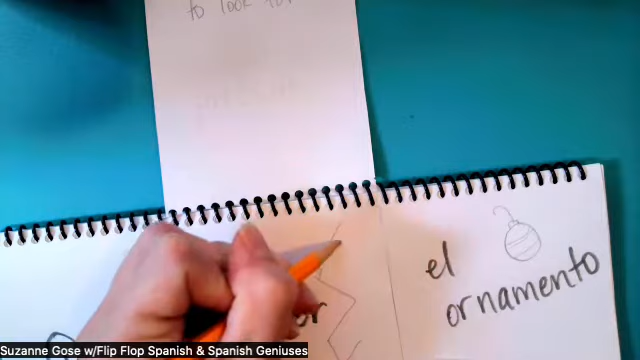 to look for
el
ornamento
Suzanne Gose w/Flip Flop Spanish & Spanish Geniuses